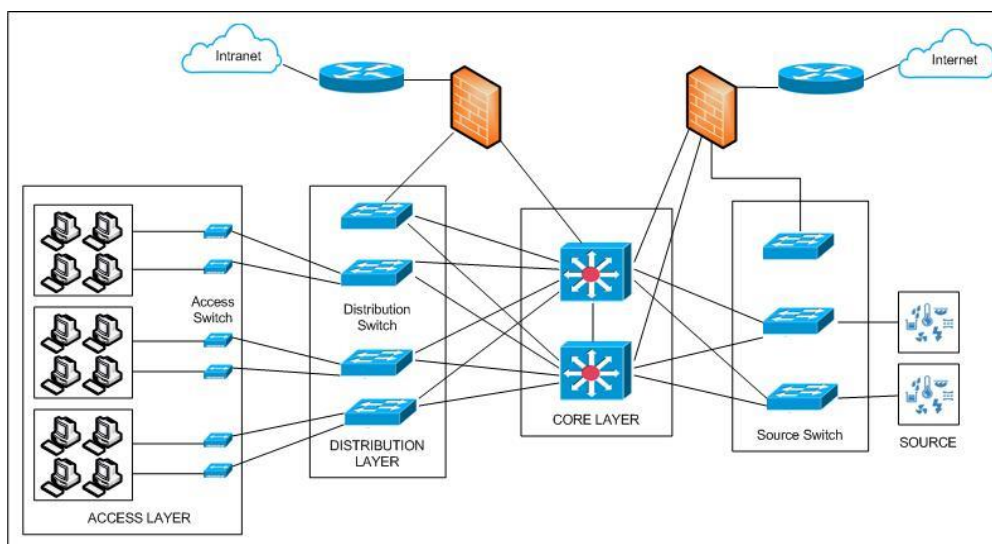 Intranet
Internet
Access
Switch
Distribution
Switch
DISTRIBUTION
LAYER
CORE LAYER
Source Switch
SOURCE
ACCESS LAYER